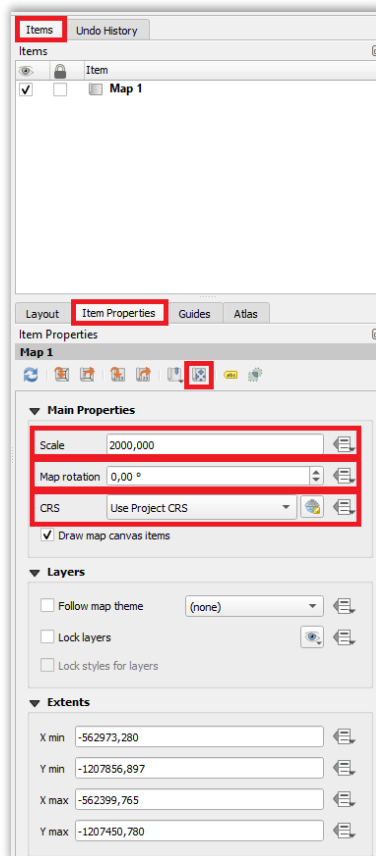 Items Undo History
Items
Item
Map 1
Layout Item Properties Guides Atlas
Item Properties
Map 1
abc
Main Properties
Scale 2000,000
Map rotation 0,00 °
CRS Use Project CRS
Draw map canvas items
Layers
Follow map theme (none)
Lock layers
Lock styles for layers
Extents
X min -562973,280
Y min -1207856,897
X max -562399,765
Y max -1207450,780